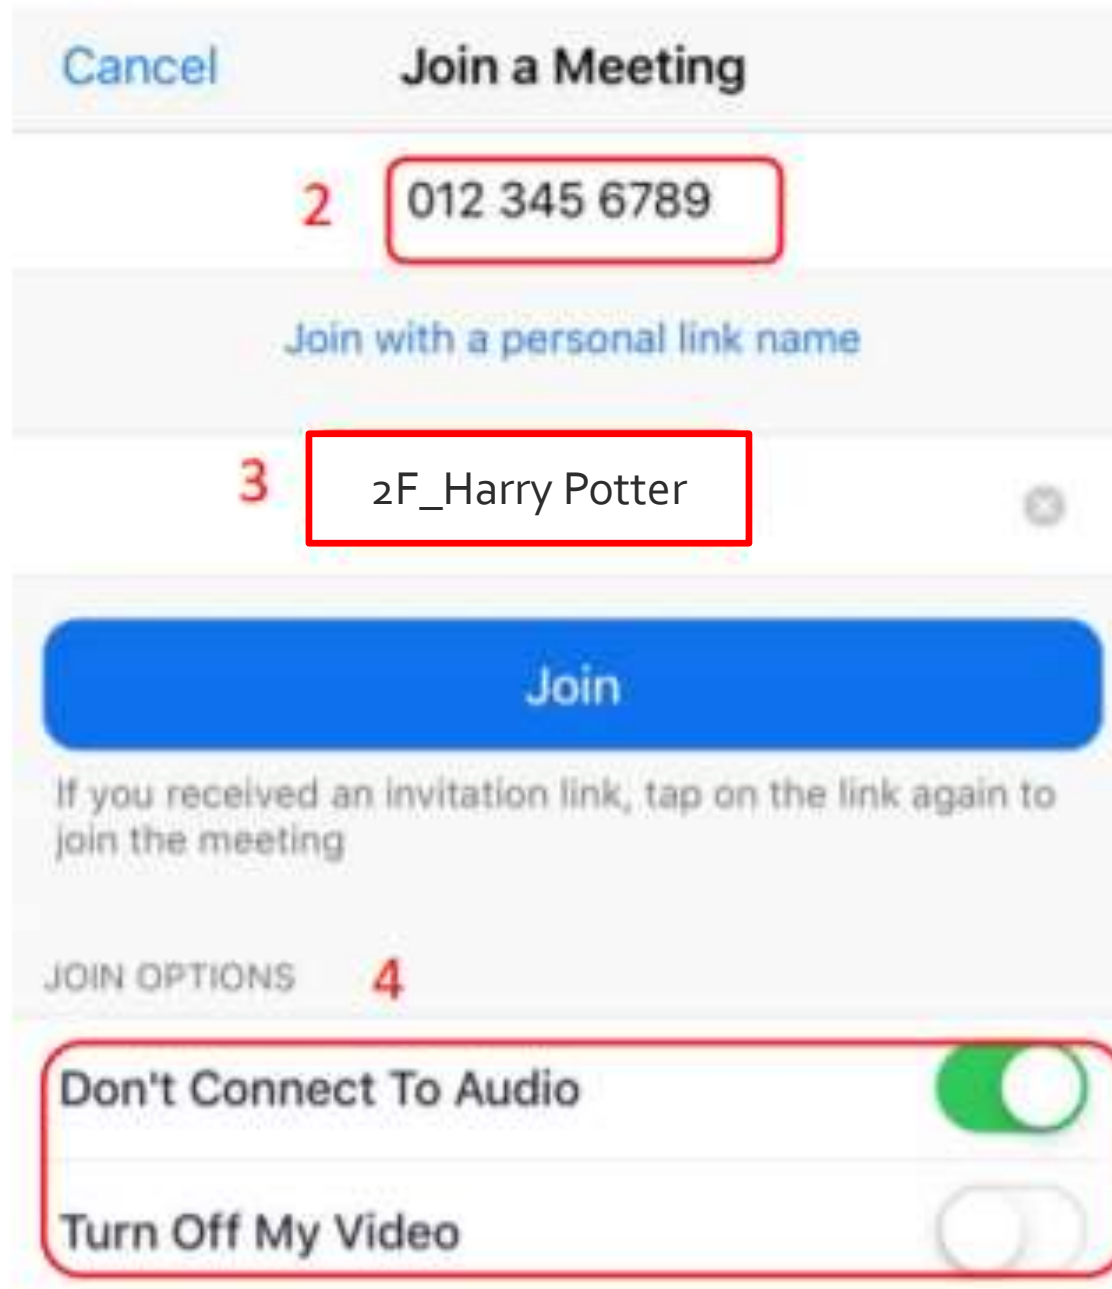 Cancel Join a Meeting
2 012 345 6789
Join with a personal link name
3 2F_Harry Potter
Join
If you received an invitation link, tap on the link again to
join the meeting
JOIN OPTIONS 4
Don't Connect To Audio
Turn Off My Video